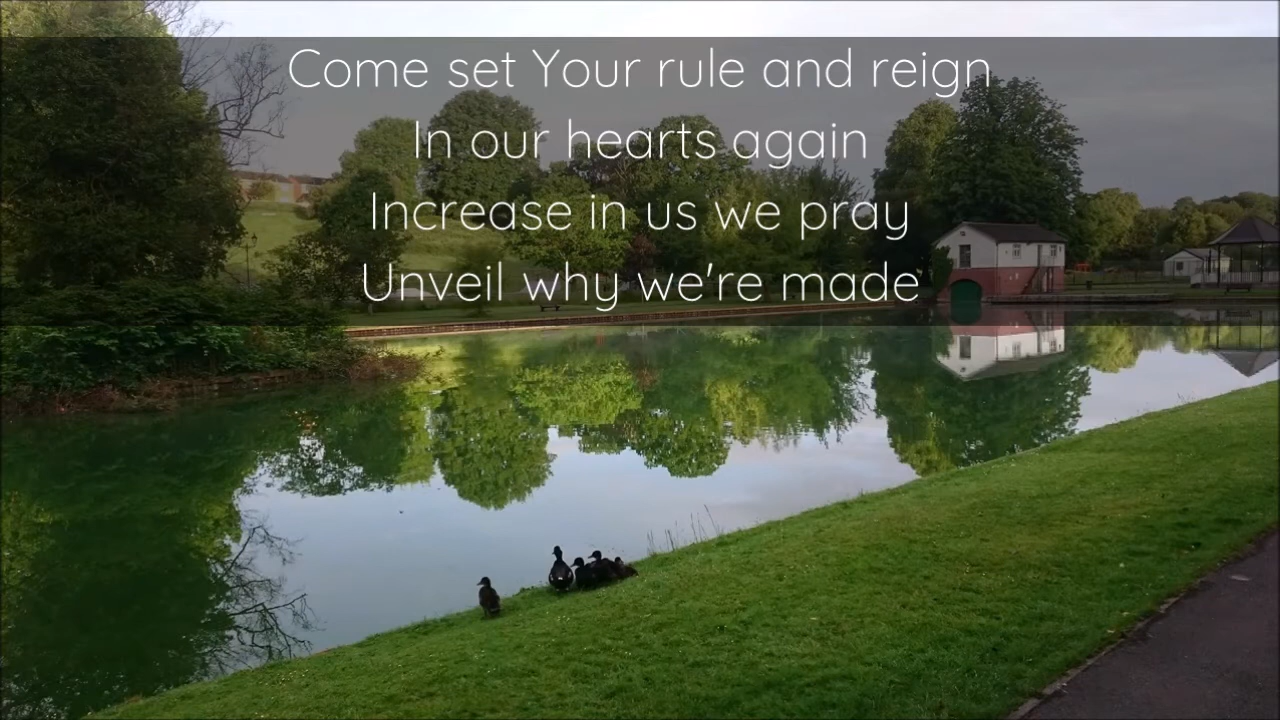 Come set Your rule and reign
In our hearts again
Increase in us we pray
Unveil why we're made